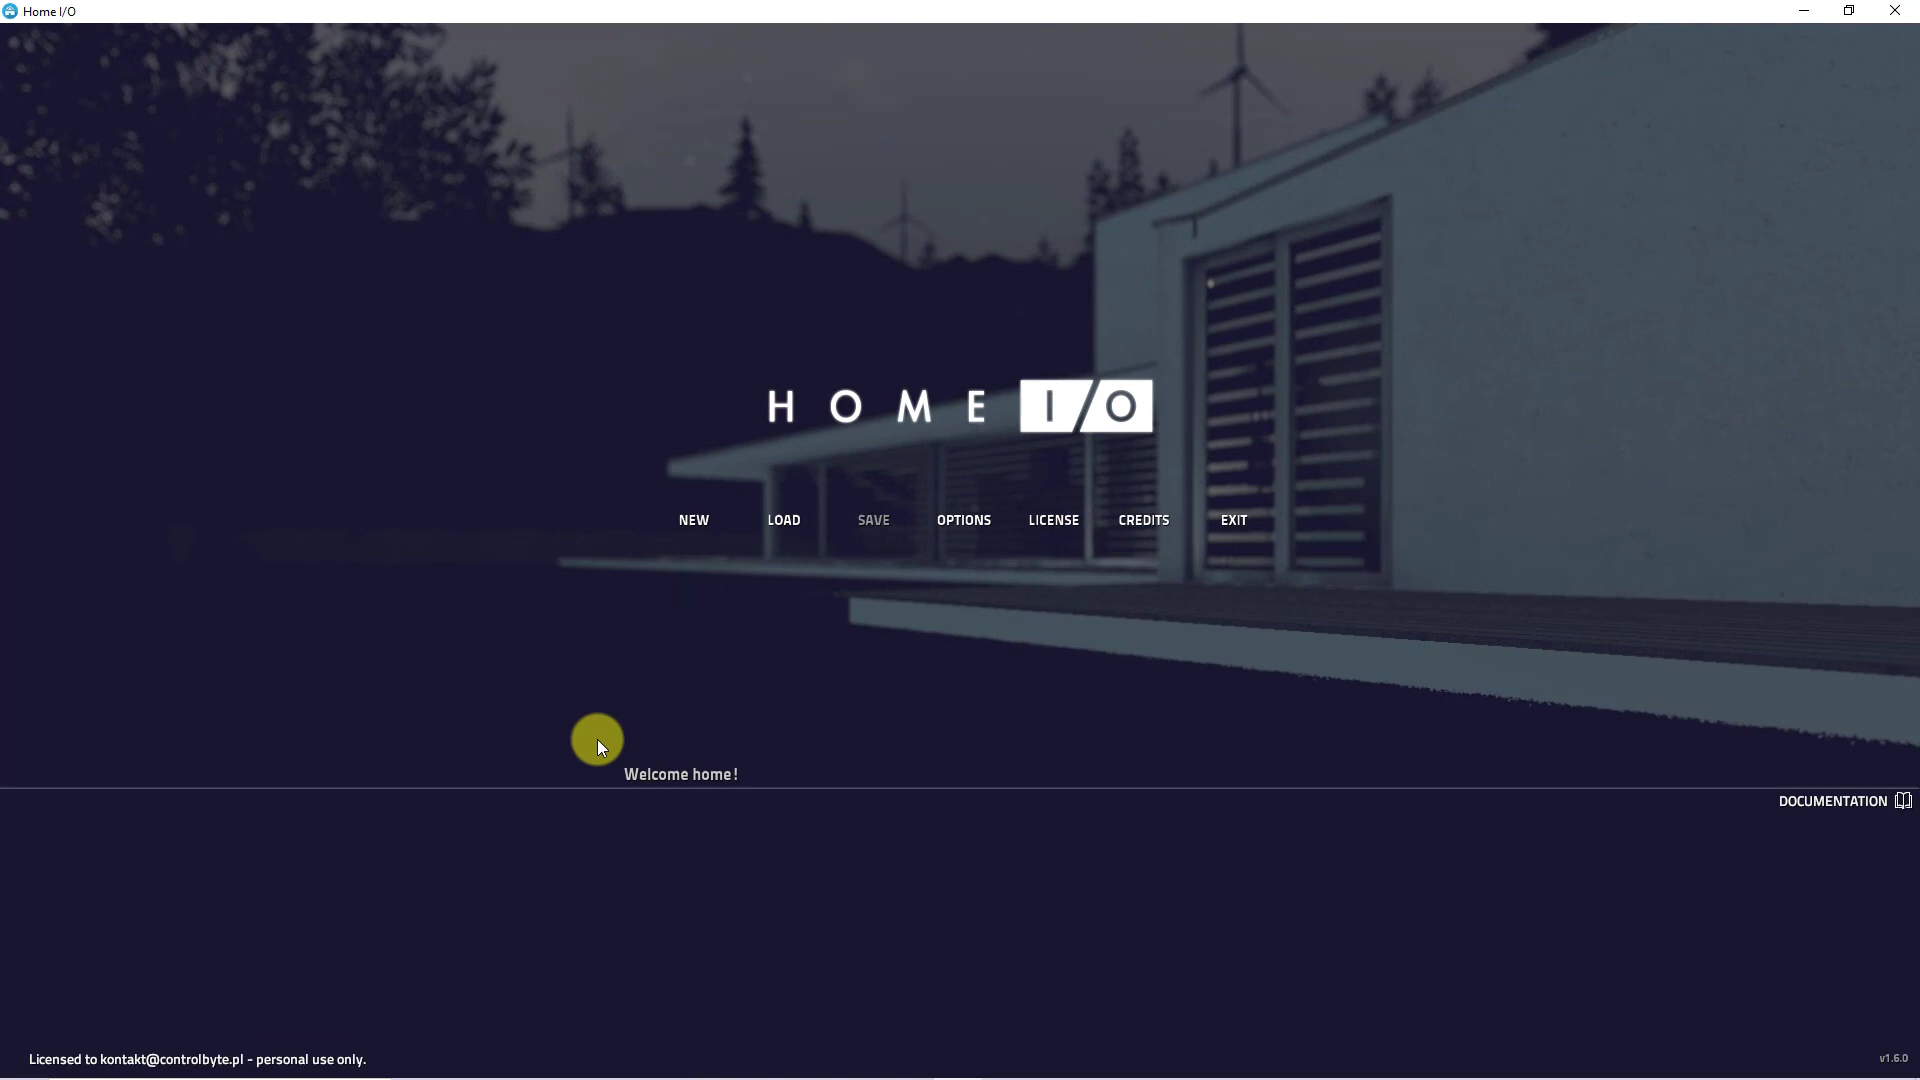 Home I/O
HOME I/O
NEW LOAD SAVE OPTIONS LICENSE CREDITS EXIT
Welcome home!
DOCUMENTATION
Licensed to kontakt@controlbyte.pl - personal use only.
v1.6.0